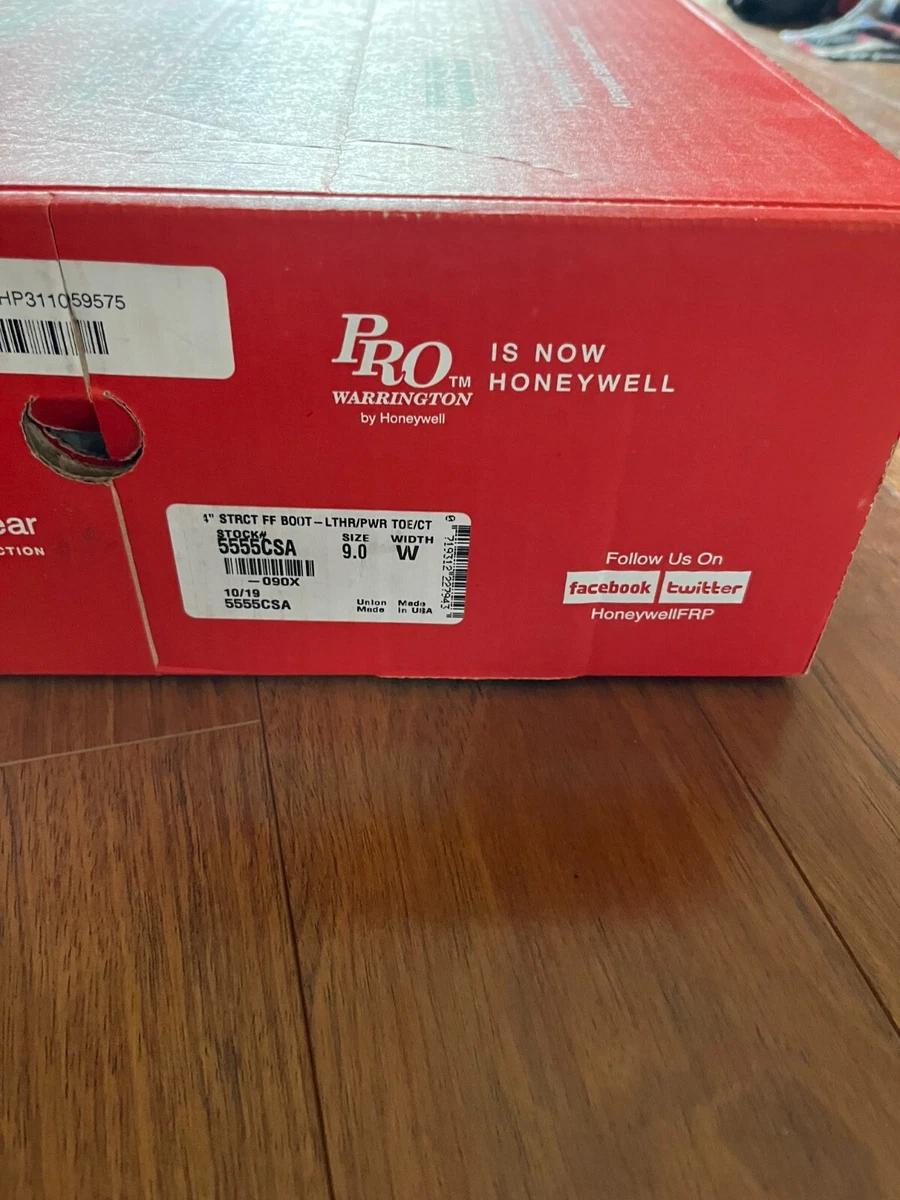 HP311059575
PRO™
WARRINGTON
by Honeywell
IS NOW
HONEYWELL
ear
CTION
4" STRCT FF BOOT-LTHR/PWR TOE/CT
STOCK#
5555CSA
SIZE
9.0
WIDTH
W
-090X
10/19
5555CSA
Union
Made
Made
In USA
Follow Us On
facebook twitter
HoneywellFRP